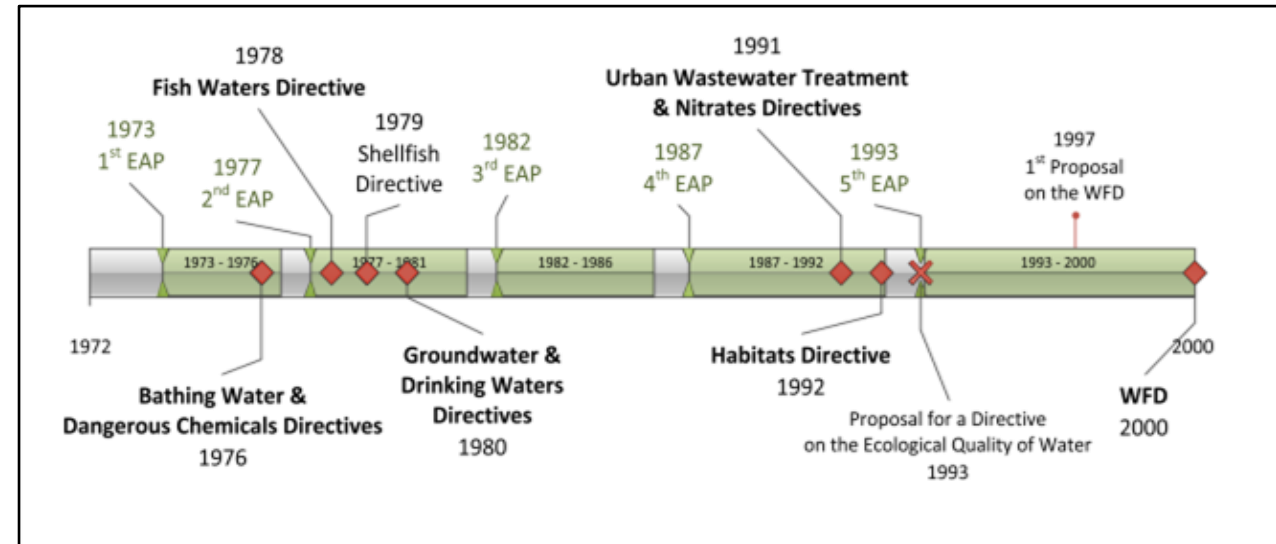 1978
Fish Waters Directive
1991
Urban Wastewater Treatment
& Nitrates Directives
1973
1st EAP
1977
2nd EAP
1979
Shellfish
Directive
1982
3rd EAP
1987
4th EAP
1993
5th EAP
1997
1st Proposal
on the WFD
1973 - 1976
1977 - 1981
1982 - 1986
1987 - 1992
1993 - 2000
1972
2000
Bathing Water &
Dangerous Chemicals Directives
1976
Groundwater &
Drinking Waters
Directives
1980
Habitats Directive
1992
Proposal for a Directive
on the Ecological Quality of Water
1993
WFD
2000